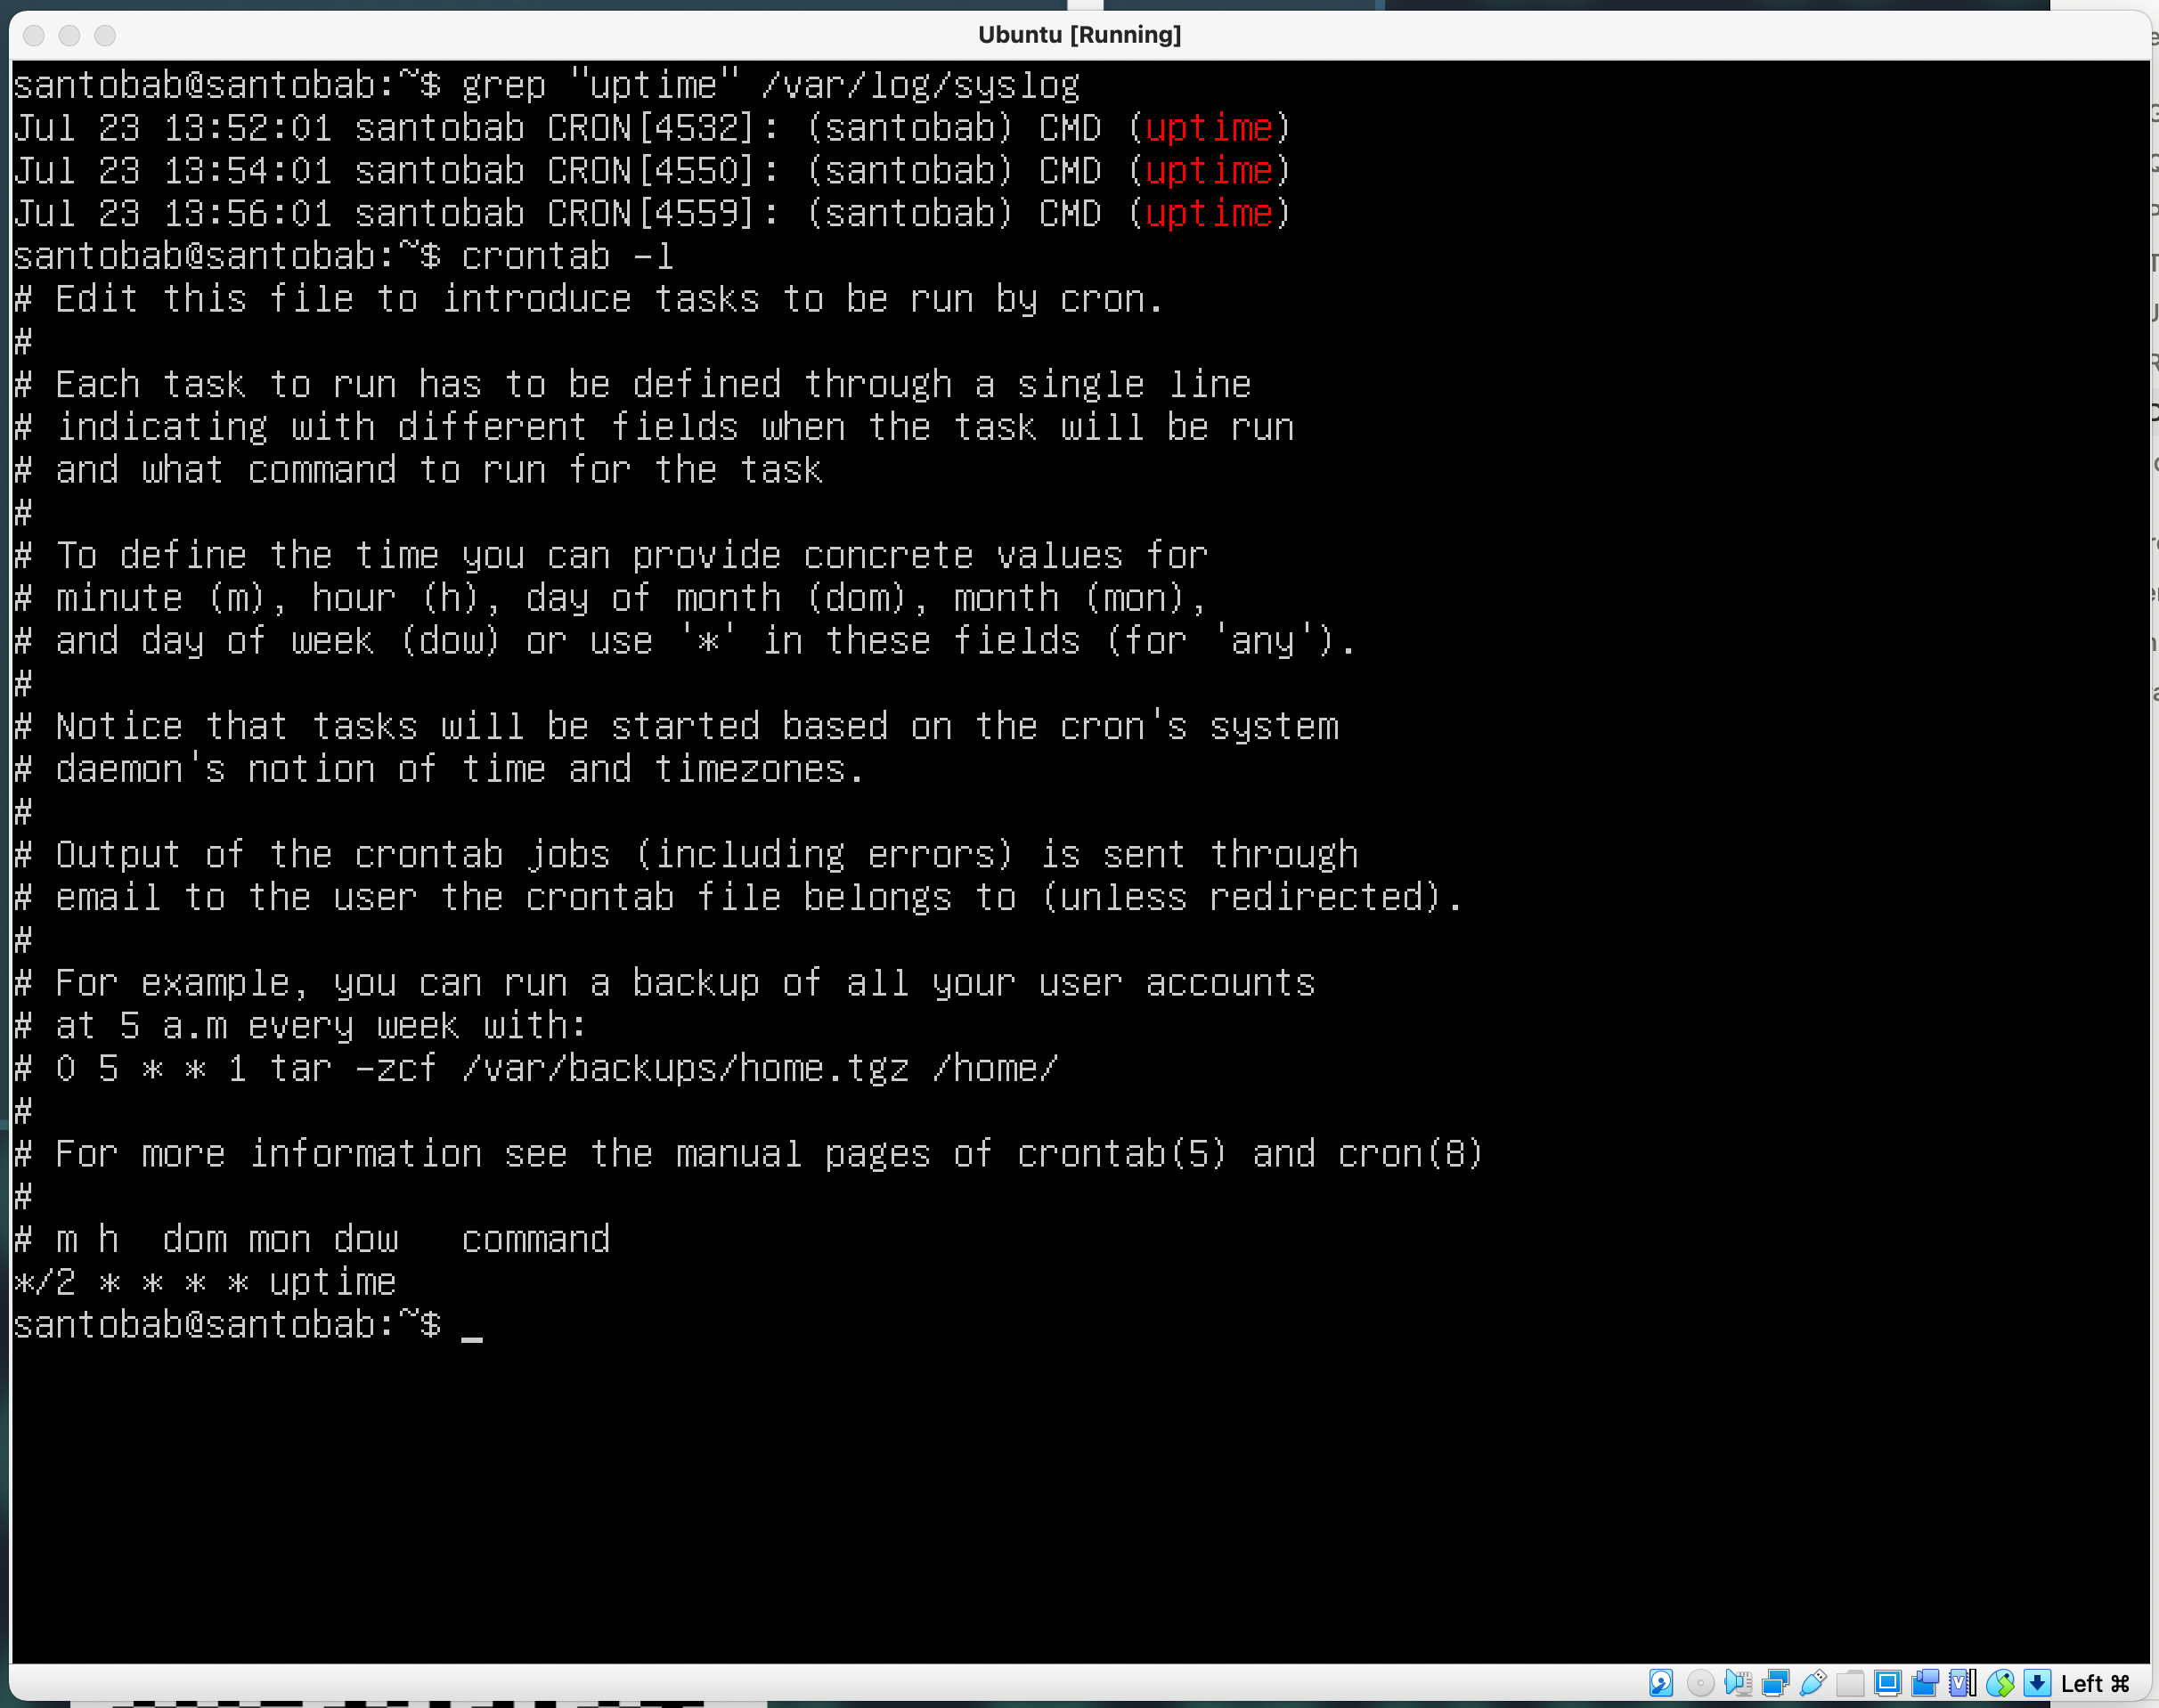 Ubuntu [Running]
santobab@santobab:~$ grep "uptime" /var/log/syslog
Jul 23 13:52:01 santobab CRON[4532]: (santobab) CMD (uptime)
Jul 23 13:54:01 santobab CRON[4550]: (santobab) CMD (uptime)
Jul 23 13:56:01 santobab CRON[4559]: (santobab) CMD (uptime)
santobab@santobab:~$ crontab -l
# Edit this file to introduce tasks to be run by cron.
#
# Each task to run has to be defined through a single line
# indicating with different fields when the task will be run
# and what command to run for the task
#
# To define the time you can provide concrete values for
# minute (m), hour (h), day of month (dom), month (mon),
# and day of week (dow) or use '*' in these fields (for 'any').
#
# Notice that tasks will be started based on the cron's system
# daemon's notion of time and timezones.
#
# Output of the crontab jobs (including errors) is sent through
# email to the user the crontab file belongs to (unless redirected).
#
# For example, you can run a backup of all your user accounts
# at 5 a.m every week with:
# 0 5 * * 1 tar -zcf /var/backups/home.tgz /home/
#
# For more information see the manual pages of crontab(5) and cron(8)
#
# m h  dom mon dow   command
*/2 * * * * uptime
santobab@santobab:~$ _
Left ⌘